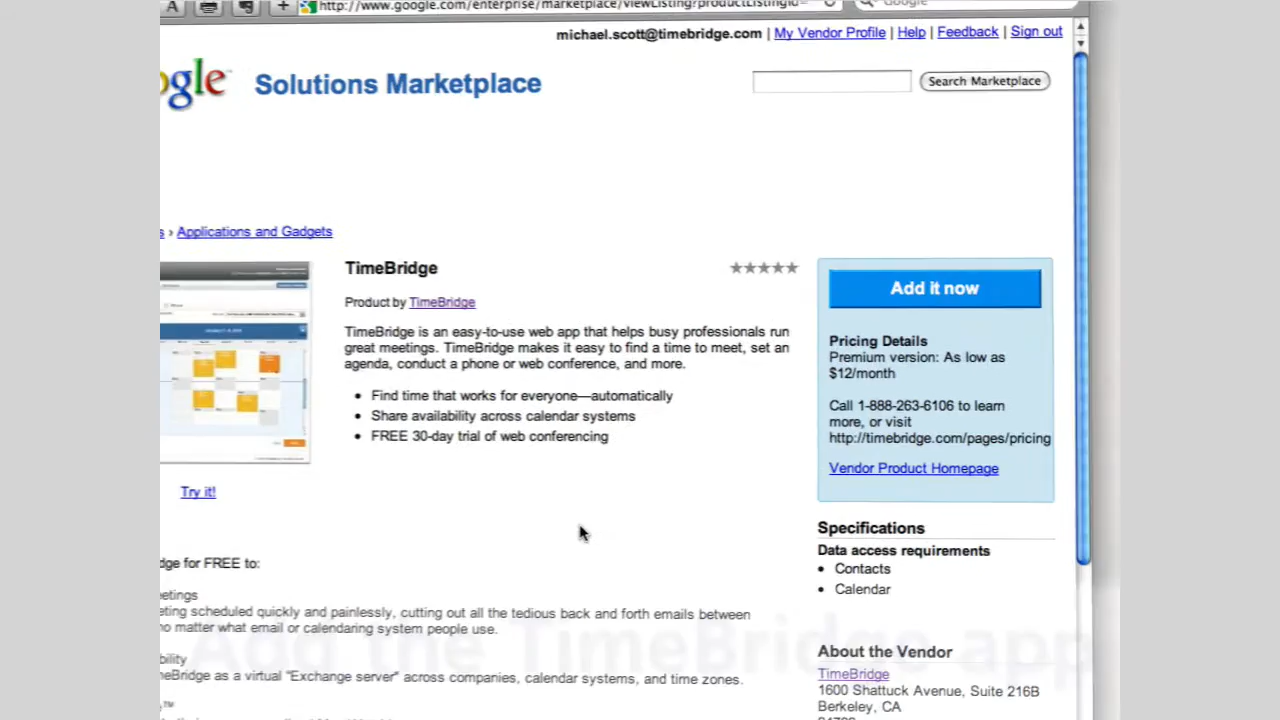 http://www.google.com/enterprise/marketplace/viewListing?productListingId=
Google
michael.scott@timebridge.com | My Vendor Profile | Help | Feedback | Sign out
ogle™ Solutions Marketplace
Search Marketplace
s › Applications and Gadgets
TimeBridge
Product by TimeBridge
TimeBridge is an easy-to-use web app that helps busy professionals run
great meetings. TimeBridge makes it easy to find a time to meet, set an
agenda, conduct a phone or web conference, and more.
• Find time that works for everyone—automatically
• Share availability across calendar systems
• FREE 30-day trial of web conferencing
Try it!
Add it now
Pricing Details
Premium version: As low as
$12/month
Call 1-888-263-6106 to learn
more, or visit
http://timebridge.com/pages/pricing
Vendor Product Homepage
Specifications
Data access requirements
• Contacts
• Calendar
About the Vendor
TimeBridge
1600 Shattuck Avenue, Suite 216B
Berkeley, CA
dge for FREE to:
eetings
eting scheduled quickly and painlessly, cutting out all the tedious back and forth emails between
no matter what email or calendaring system people use.
bility
meBridge as a virtual "Exchange server" across companies, calendar systems, and time zones.
Add the TimeBridge app